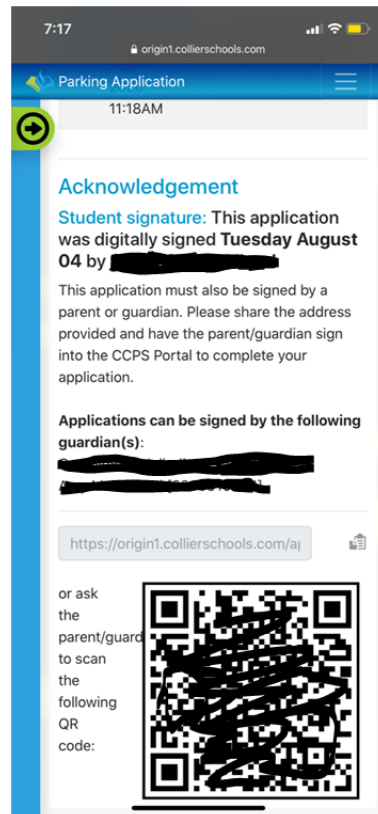 7:17
origin1.collierschools.com
Parking Application
11:18AM
Acknowledgement
Student signature: This application
was digitally signed Tuesday August
04 by
This application must also be signed by a
parent or guardian. Please share the address
provided and have the parent/guardian sign
into the CCPS Portal to complete your
application.
Applications can be signed by the following
guardian(s):
https://origin1.collierschools.com/a
or ask
the
parent/guard
to scan
the
following
QR
code: